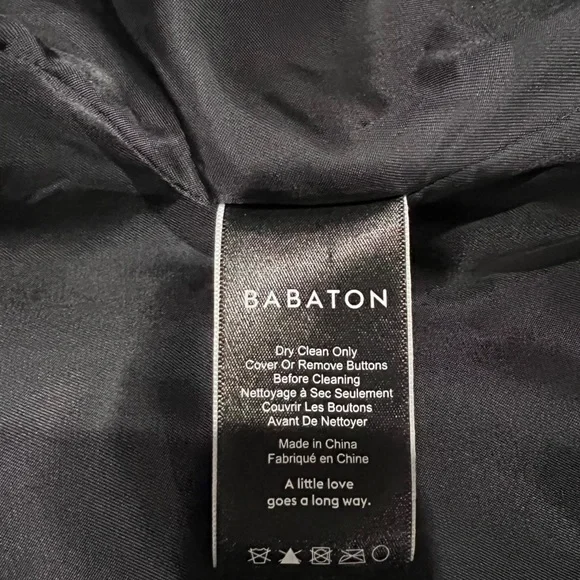 BABATON
Dry Clean Only
Cover Or Remove Buttons
Before Cleaning
Nettoyage à Sec Seulement
Couvrir Les Boutons
Avant De Nettoyer
Made in China
Fabriqué en Chine
A little love
goes a long way.